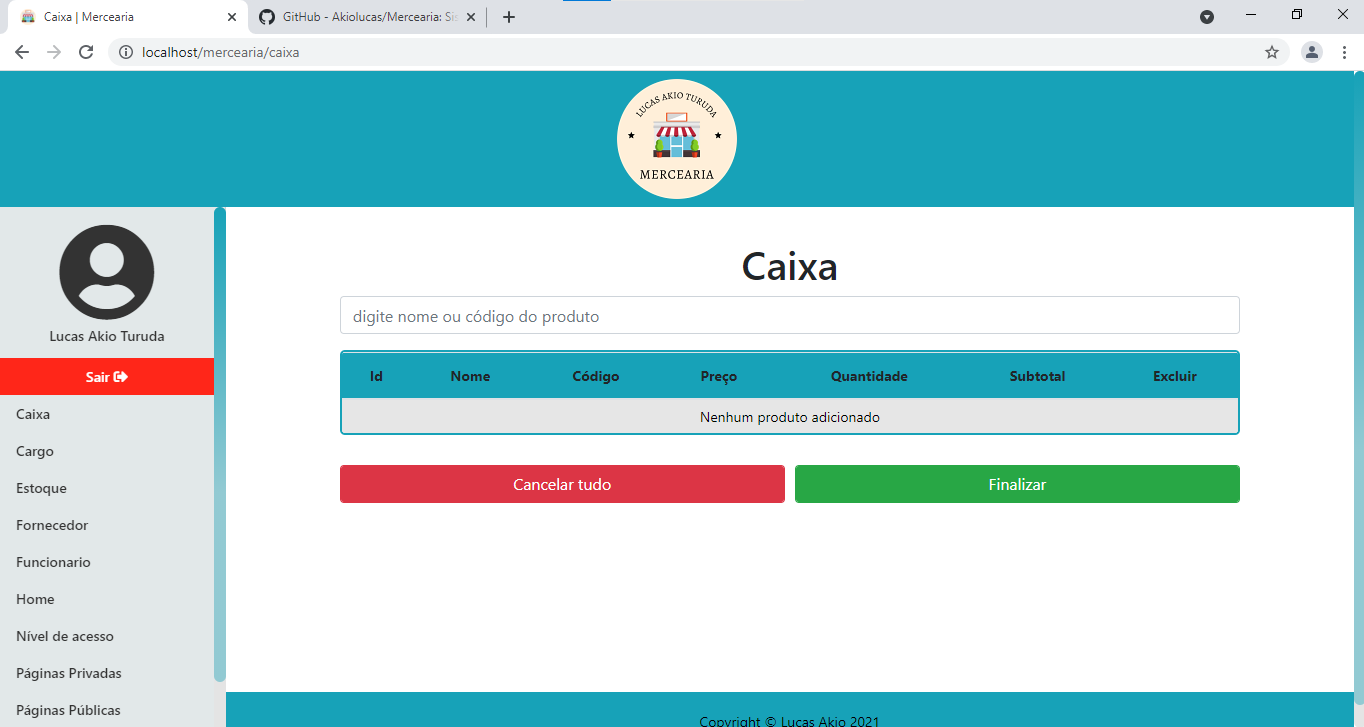 Caixa | Mercearia
GitHub - Akiolucas/Mercearia: Sis
localhost/mercearia/caixa
LUCAS AKIO TURUDA
MERCEARIA
Lucas Akio Turuda
Sair
Caixa
Cargo
Estoque
Fornecedor
Funcionario
Home
Nível de acesso
Páginas Privadas
Páginas Públicas
Caixa
digite nome ou código do produto
Id Nome Código Preço Quantidade Subtotal Excluir
Nenhum produto adicionado
Cancelar tudo Finalizar
Copyright © Lucas Akio 2021